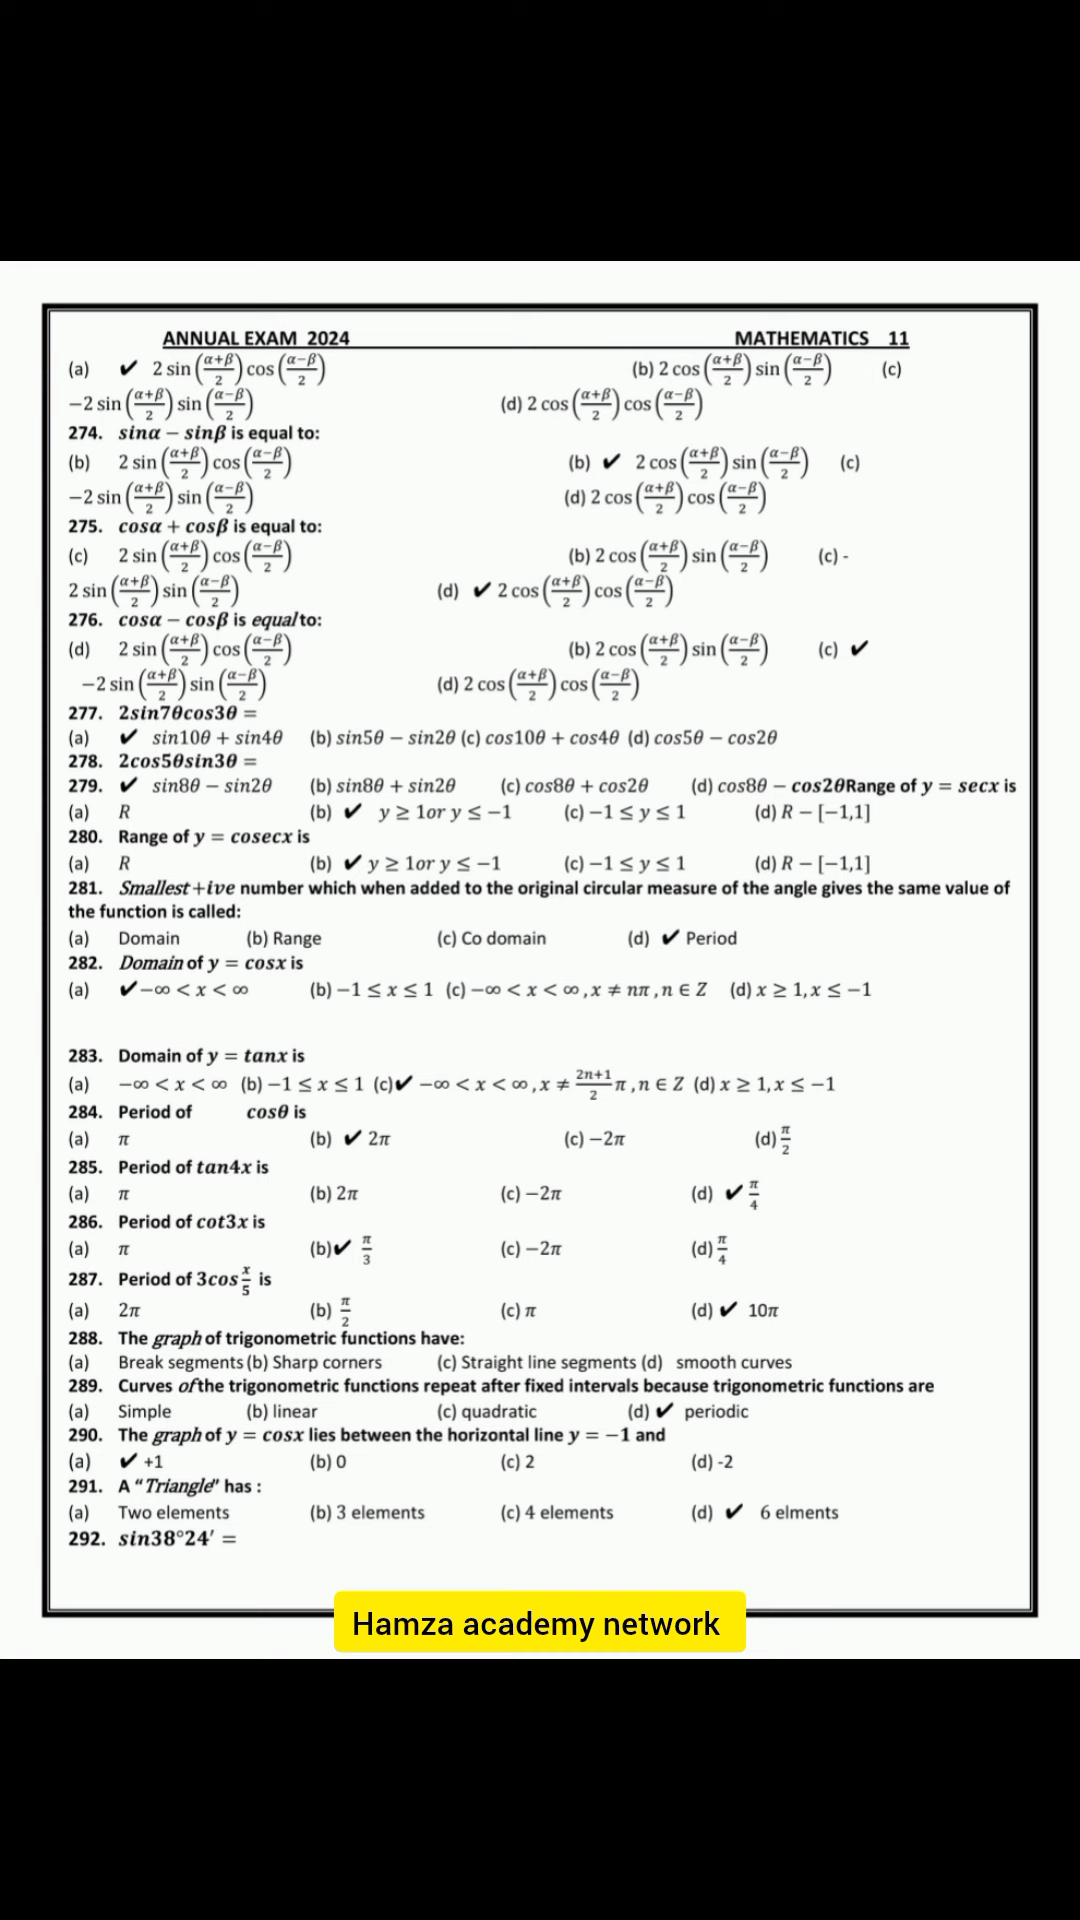 ANNUAL EXAM 2024 MATHEMATICS 11
(a) ✔ 2 sin((α+β)/2) cos((α−β)/2) (b) 2 cos((α+β)/2) sin((α−β)/2) (c)
−2 sin((α+β)/2) sin((α−β)/2) (d) 2 cos((α+β)/2) cos((α−β)/2)
274. sinα − sinβ is equal to:
(b) 2 sin((α+β)/2) cos((α−β)/2) (b) ✔ 2 cos((α+β)/2) sin((α−β)/2) (c)
−2 sin((α+β)/2) sin((α−β)/2) (d) 2 cos((α+β)/2) cos((α−β)/2)
275. cosα + cosβ is equal to:
(c) 2 sin((α+β)/2) cos((α−β)/2) (b) 2 cos((α+β)/2) sin((α−β)/2) (c) -
2 sin((α+β)/2) sin((α−β)/2) (d) ✔ 2 cos((α+β)/2) cos((α−β)/2)
276. cosα − cosβ is equal to:
(d) 2 sin((α+β)/2) cos((α−β)/2) (b) 2 cos((α+β)/2) sin((α−β)/2) (c) ✔
−2 sin((α+β)/2) sin((α−β)/2) (d) 2 cos((α+β)/2) cos((α−β)/2)
277. 2sin7θcos3θ =
(a) ✔ sin10θ + sin4θ (b) sin5θ − sin2θ (c) cos10θ + cos4θ (d) cos5θ − cos2θ
278. 2cos5θsin3θ =
279. ✔ sin8θ − sin2θ (b) sin8θ + sin2θ (c) cos8θ + cos2θ (d) cos8θ − cos2θRange of y = secx is
(a) R (b) ✔ y ≥ 1or y ≤ −1 (c) −1 ≤ y ≤ 1 (d) R − [−1,1]
280. Range of y = cosecx is
(a) R (b) ✔ y ≥ 1or y ≤ −1 (c) −1 ≤ y ≤ 1 (d) R − [−1,1]
281. Smallest +ive number which when added to the original circular measure of the angle gives the same value of
the function is called:
(a) Domain (b) Range (c) Co domain (d) ✔ Period
282. Domain of y = cosx is
(a) ✔ −∞ < x < ∞ (b) −1 ≤ x ≤ 1 (c) −∞ < x < ∞ , x ≠ nπ , n ∈ Z (d) x ≥ 1, x ≤ −1
283. Domain of y = tanx is
(a) −∞ < x < ∞ (b) −1 ≤ x ≤ 1 (c)✔ −∞ < x < ∞ , x ≠ (2n+1)/2 π , n ∈ Z (d) x ≥ 1, x ≤ −1
284. Period of cosθ is
(a) π (b) ✔ 2π (c) −2π (d) π/2
285. Period of tan4x is
(a) π (b) 2π (c) −2π (d) ✔ π/4
286. Period of cot3x is
(a) π (b)✔ π/3 (c) −2π (d) π/4
287. Period of 3cos x/5 is
(a) 2π (b) π/2 (c) π (d) ✔ 10π
288. The graph of trigonometric functions have:
(a) Break segments (b) Sharp corners (c) Straight line segments (d) smooth curves
289. Curves of the trigonometric functions repeat after fixed intervals because trigonometric functions are
(a) Simple (b) linear (c) quadratic (d) ✔ periodic
290. The graph of y = cosx lies between the horizontal line y = −1 and
(a) ✔ +1 (b) 0 (c) 2 (d) -2
291. A "Triangle" has :
(a) Two elements (b) 3 elements (c) 4 elements (d) ✔ 6 elments
292. sin38°24′ =
Hamza academy network